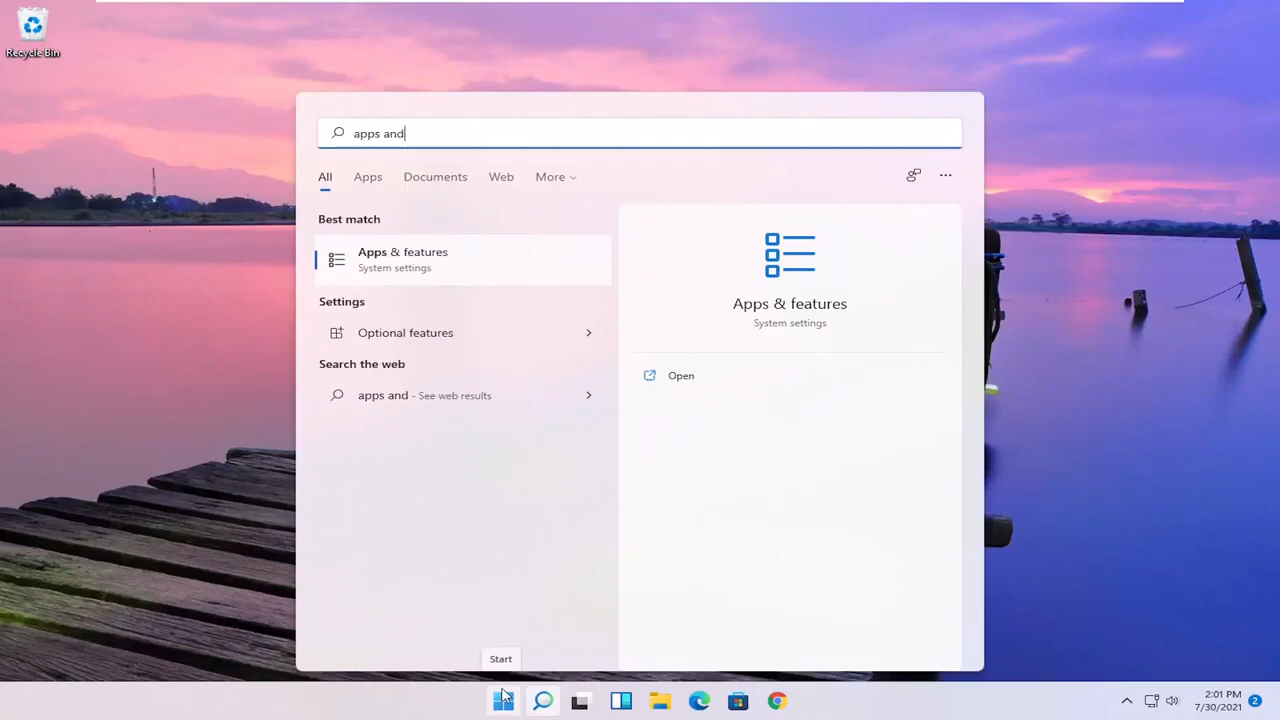 Recycle Bin
apps and
All Apps Documents Web More
Best match
Apps & features
System settings
Settings
Optional features
Search the web
apps and - See web results
Apps & features
System settings
Open
Start
2:01 PM
7/30/2021
2